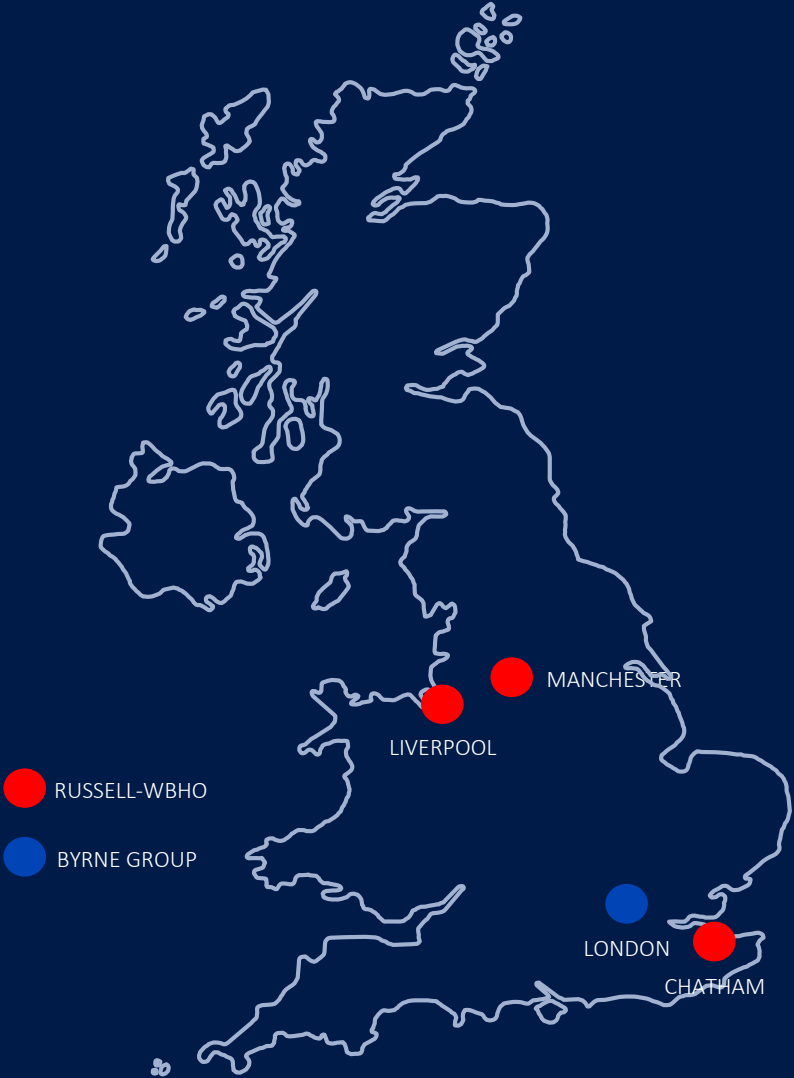 MANCHESTER
LIVERPOOL
RUSSELL-WBHO
BYRNE GROUP
LONDON
CHATHAM